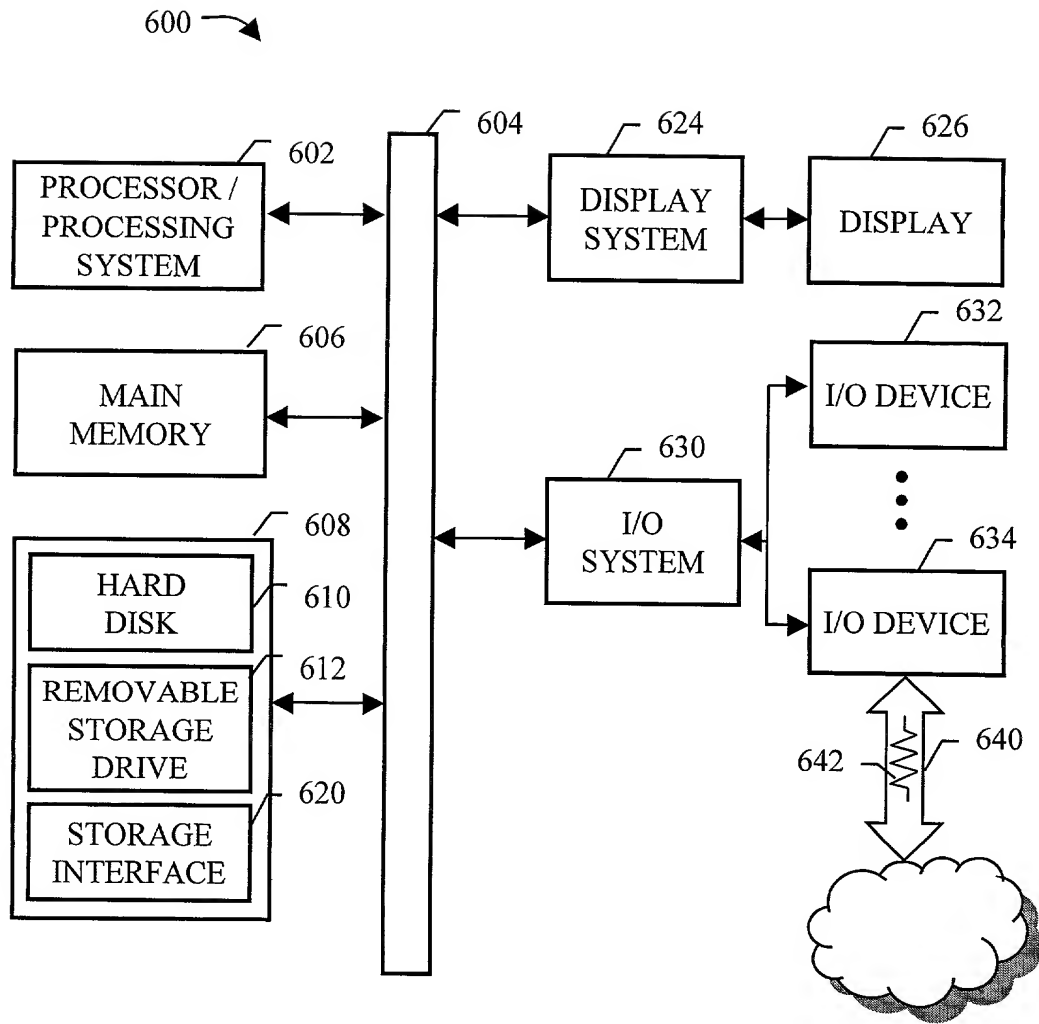 600
602
PROCESSOR /
PROCESSING
SYSTEM
604
624
DISPLAY
SYSTEM
626
DISPLAY
606
MAIN
MEMORY
632
I/O DEVICE
630
I/O
SYSTEM
634
I/O DEVICE
608
HARD
DISK
610
612
REMOVABLE
STORAGE
DRIVE
620
STORAGE
INTERFACE
642
640